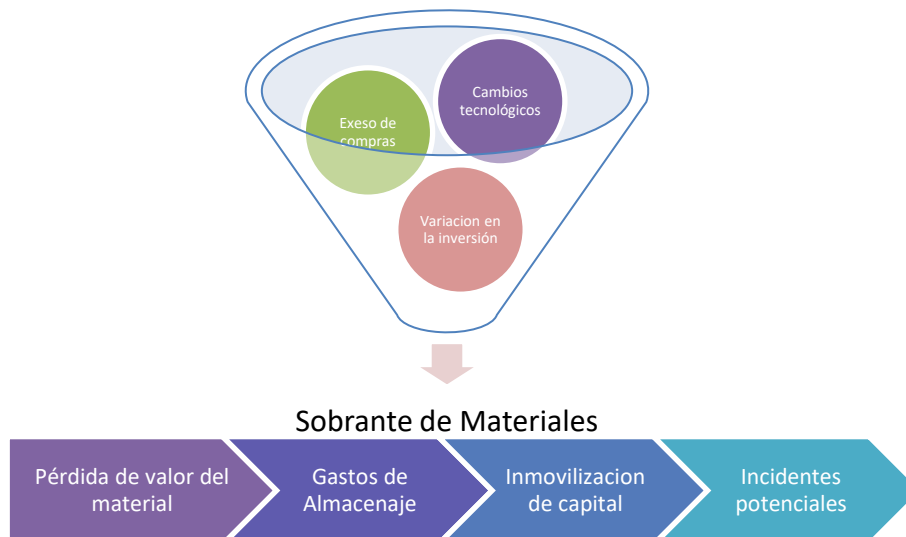 Cambios
tecnológicos
Exeso de
compras
Variacion en
la inversión
Sobrante de Materiales
Pérdida de valor del
material
Gastos de
Almacenaje
Inmovilizacion
de capital
Incidentes
potenciales